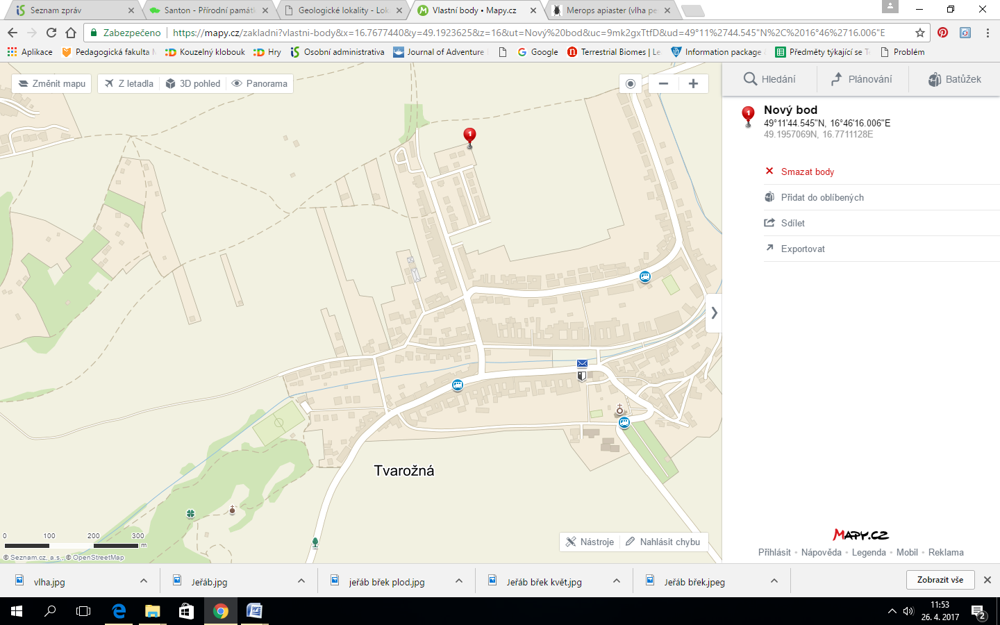 Seznam zpráv
Santon - Přírodní památk
Geologické lokality - Lok
Vlastní body • Mapy.cz
Merops apiaster (vlha pe
Zabezpečeno
https://mapy.cz/zakladni?vlastni-body&x=16.7677440&y=49.1923625&z=16&ut=Nový%20bod&uc=9mk2gxTtfD&ud=49°11%2744.545"N%2C%2016°46%2716.006"E
Aplikace
Pedagogická fakulta M
Kouzelný klobouk
Hry
Osobní administrativa
Journal of Adventure
Google
Terrestrial Biomes | Le
Information package
Předměty týkající se
Problém
Změnit mapu
Z letadla
3D pohled
Panorama
Hledání
Plánování
Batůžek
1
Nový bod
49°11'44.545"N, 16°46'16.006"E
49.1957069N, 16.7711128E
Smazat body
Přidat do oblíbených
Sdílet
Exportovat
1
Tvarožná
0 100 200 300
m
© Seznam.cz, a.s., © OpenStreetMap
Nástroje
Nahlásit chybu
Mapy.cz
Přihlásit • Nápověda • Legenda • Mobil • Reklama
vlha.jpg
Jeřáb.jpg
jeřáb břek plod.jpg
Jeřáb břek květ.jpg
Jeřáb břek.jpeg
Zobrazit vše
11:53
26. 4. 2017
2